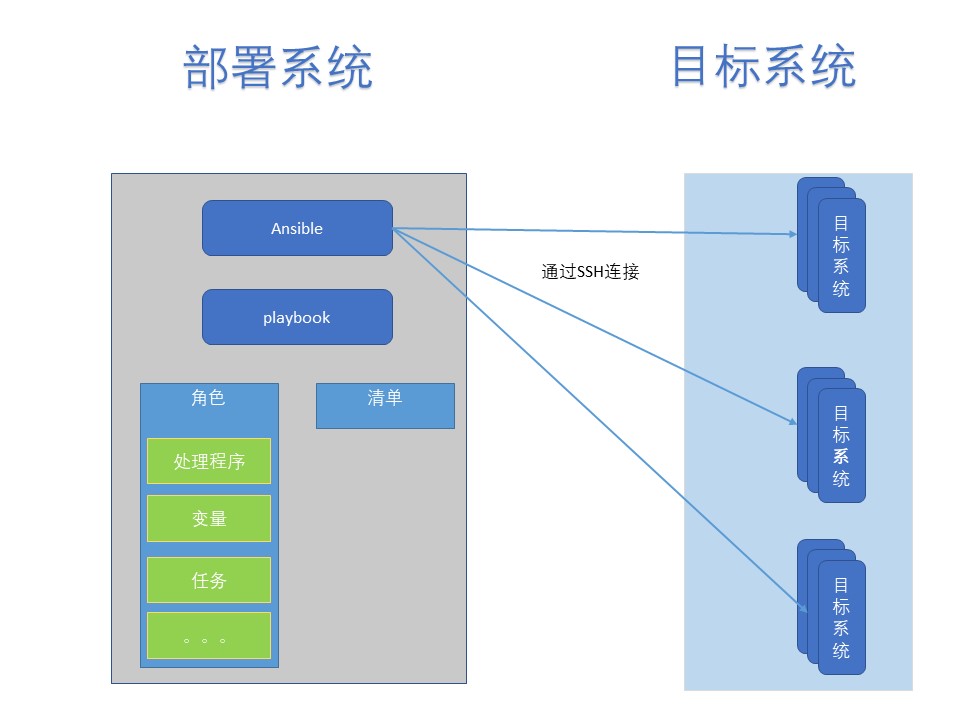 部署系统
目标系统
Ansible
playbook
通过SSH连接
角色
清单
处理程序
变量
任务
。。。
目标系统
目标系统
目标系统